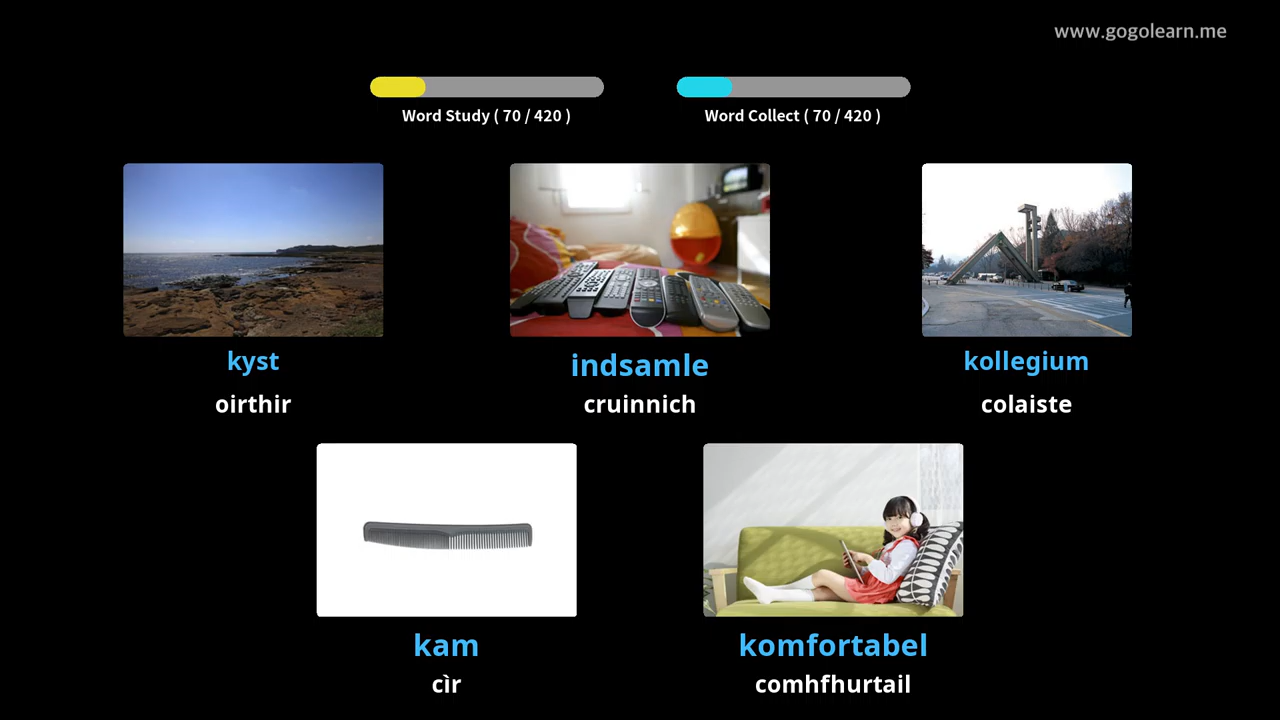 www.gogolearn.me
Word Study ( 70 / 420 )
Word Collect ( 70 / 420 )
kyst
oirthir
indsamle
cruinnich
kollegium
colaiste
kam
cìr
komfortabel
comhfhurtail